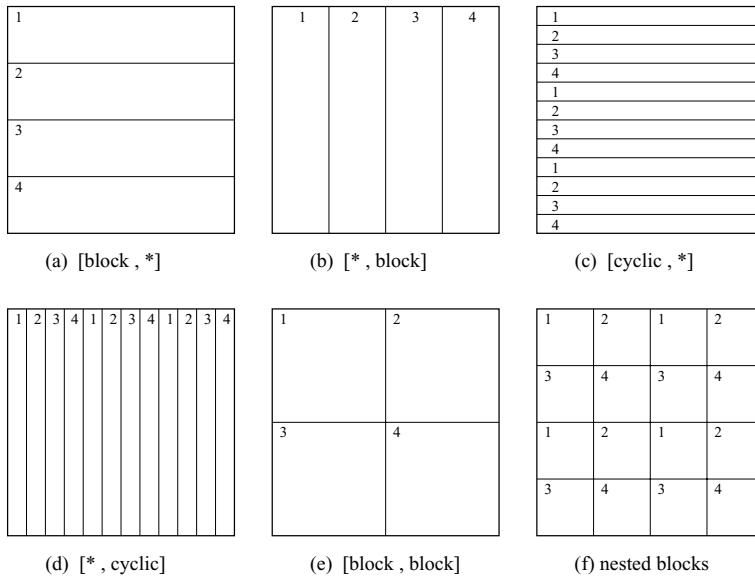 1
2
3
4
(a) [block , *]
1 2 3 4
(b) [* , block]
1
2
3
4
1
2
3
4
1
2
3
4
(c) [cyclic , *]
1 2 3 4 1 2 3 4 1 2 3 4
(d) [* , cyclic]
1 2
3 4
(e) [block , block]
1 2 1 2
3 4 3 4
1 2 1 2
3 4 3 4
(f) nested blocks